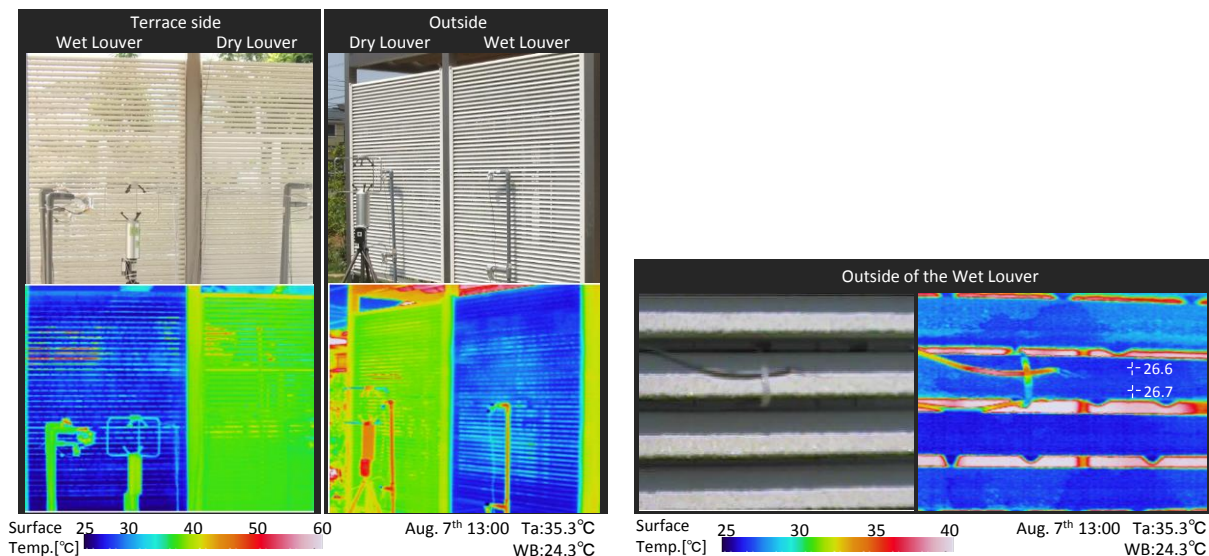 Terrace side
Wet Louver Dry Louver
Outside
Dry Louver Wet Louver
Surface 25 30 40 50 60
Temp.[℃]
Aug. 7th 13:00 Ta:35.3℃
WB:24.3℃
Outside of the Wet Louver
26.6
26.7
Surface 25 30 35 40
Temp.[℃]
Aug. 7th 13:00 Ta:35.3℃
WB:24.3℃